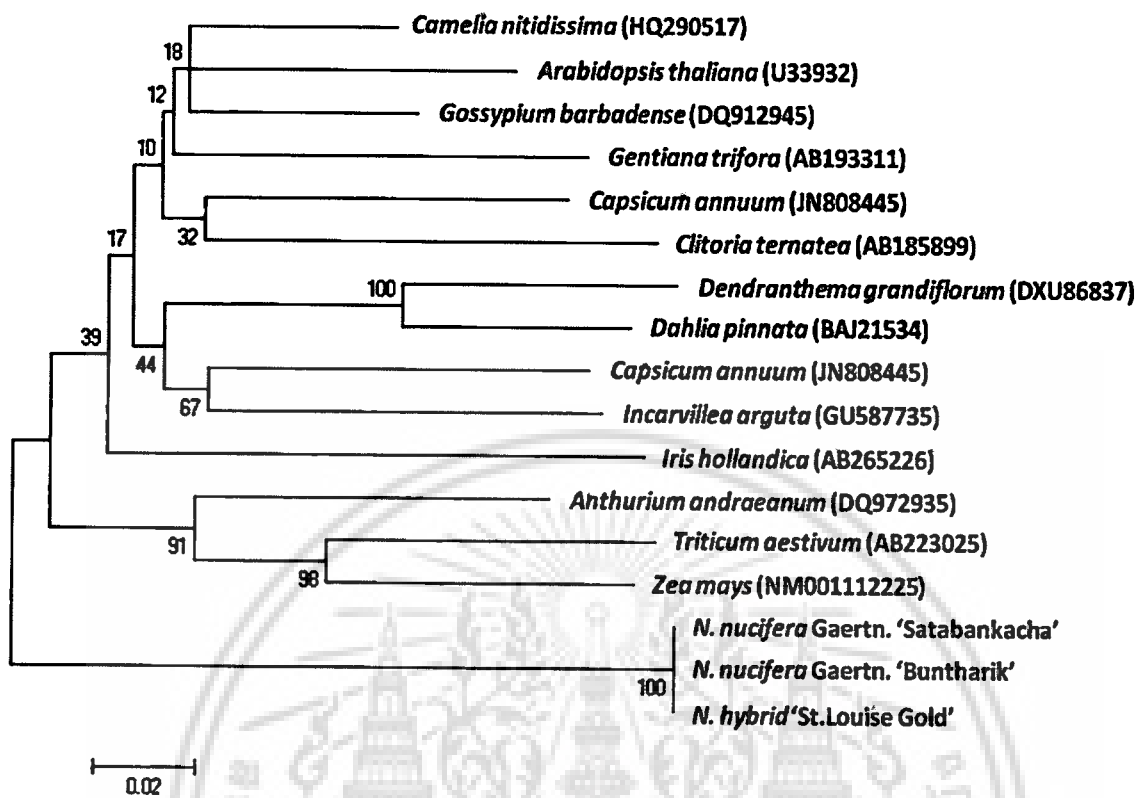 Camelia nitidissima (HQ290517)
18
Arabidopsis thaliana (U33932)
12
Gossypium barbadense (DQ912945)
10
Gentiana trifora (AB193311)
Capsicum annuum (JN808445)
32
Clitoria ternatea (AB185899)
17
100
Dendranthema grandiflorum (DXU86837)
Dahlia pinnata (BAJ21534)
39
44
Capsicum annuum (JN808445)
67
Incarvillea arguta (GU587735)
Iris hollandica (AB265226)
Anthurium andraeanum (DQ972935)
91
Triticum aestivum (AB223025)
98
Zea mays (NM001112225)
N. nucifera Gaertn. ‘Satabankacha’
N. nucifera Gaertn. ‘Buntharik’
100
N. hybrid ‘St.Louise Gold’
0.02